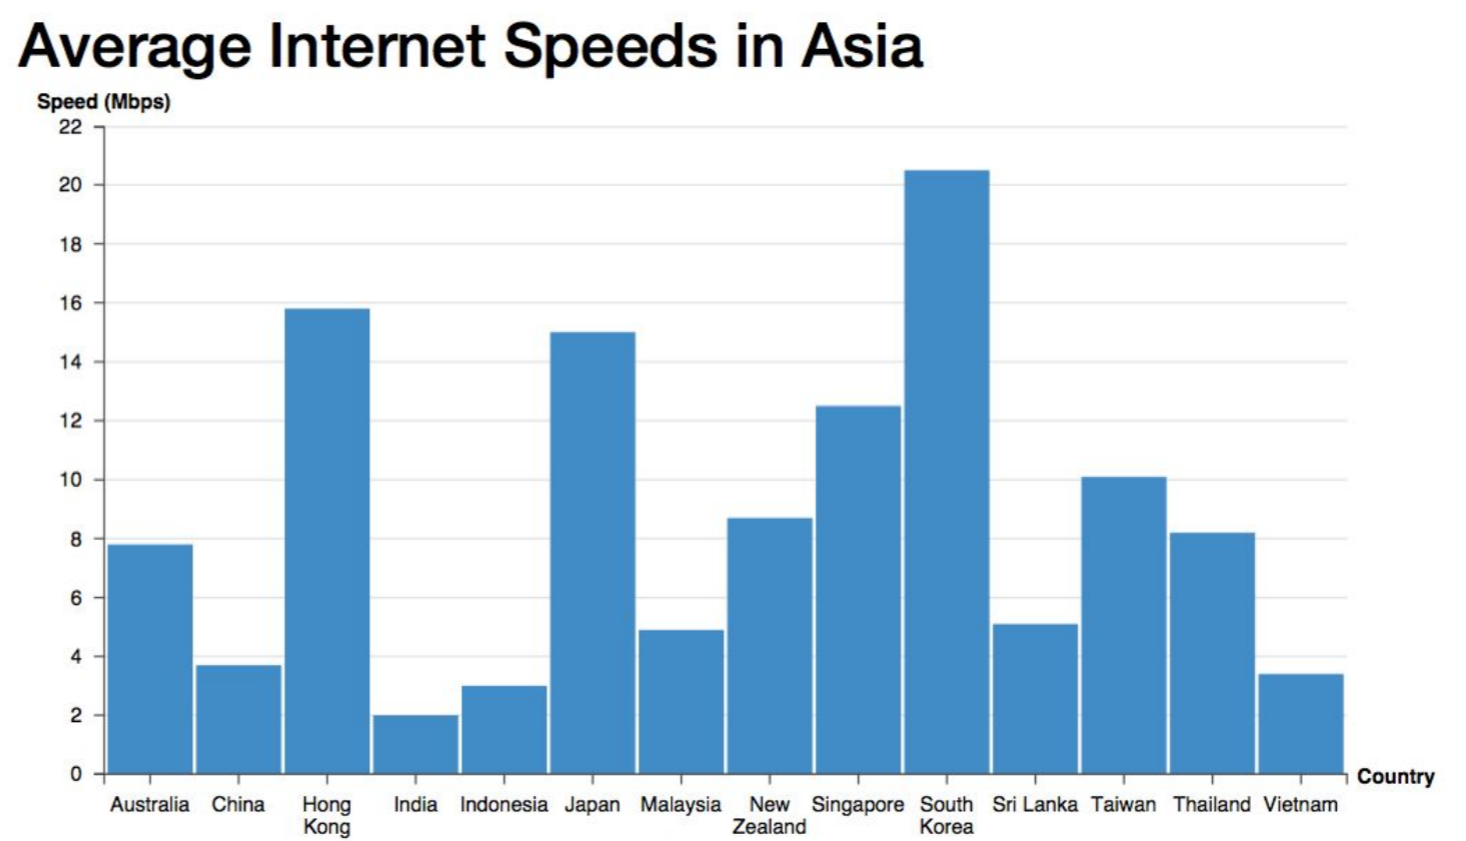 Average Internet Speeds in Asia
Speed (Mbps)
22
20
18
16
14
12
10
8
6
4
2
0
Country
Australia China Hong India Indonesia Japan Malaysia New Singapore South Sri Lanka Taiwan Thailand Vietnam
Kong Zealand Korea